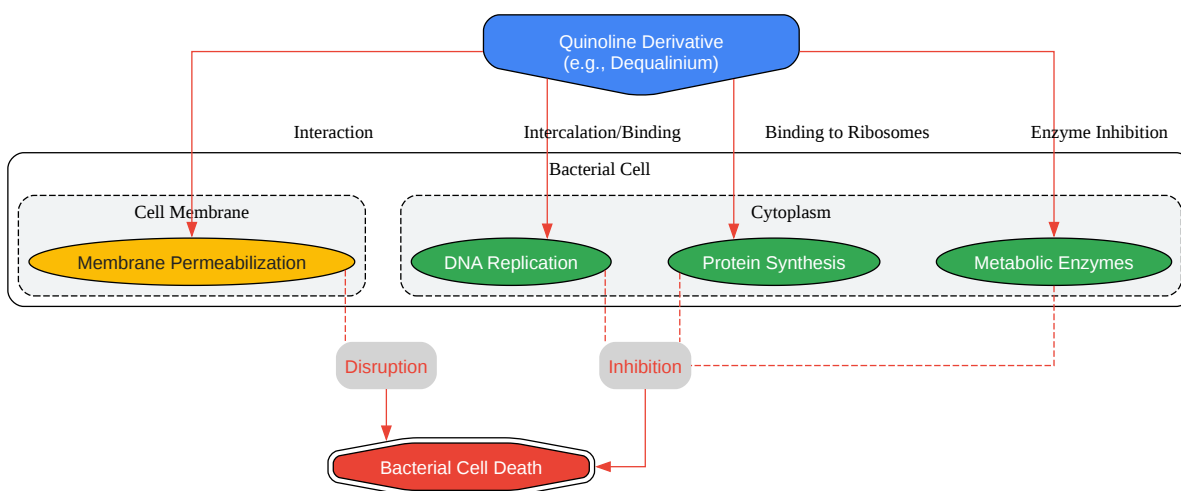 Quinoline Derivative
(e.g., Dequalinium)
Interaction
Intercalation/Binding
Binding to Ribosomes
Enzyme Inhibition
Bacterial Cell
Cell Membrane
Cytoplasm
Membrane Permeabilization
DNA Replication
Protein Synthesis
Metabolic Enzymes
Disruption
Inhibition
Bacterial Cell Death